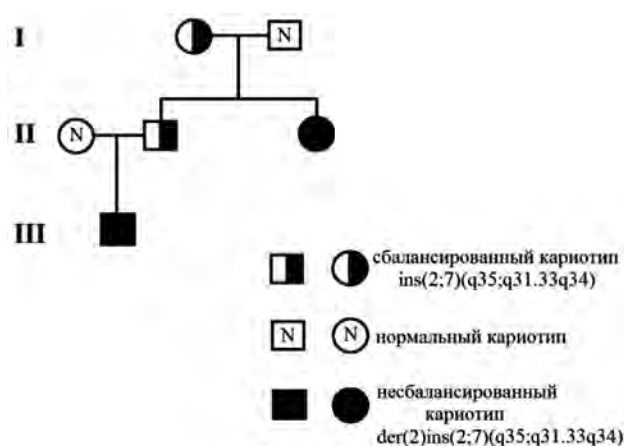 I
N
II
N
III
сбалансированный кариотип
ins(2;7)(q35;q31.33q34)
N N нормальный кариотип
несбалансированный
кариотип
der(2)ins(2;7)(q35;q31.33q34)